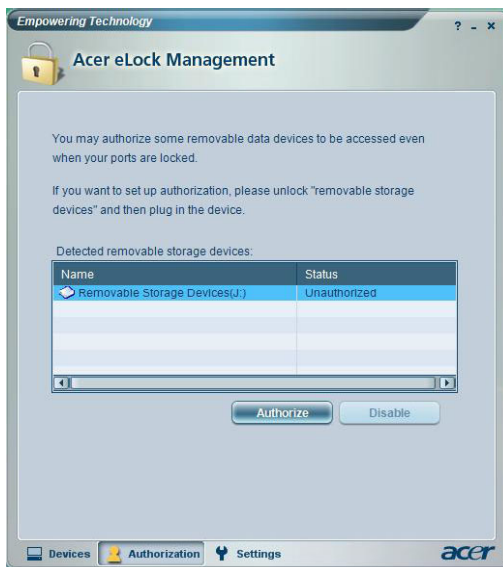 Empowering Technology
? - ×
Acer eLock Management
You may authorize some removable data devices to be accessed even
when your ports are locked.
If you want to set up authorization, please unlock "removable storage
devices" and then plug in the device.
Detected removable storage devices:
Name Status
Removable Storage Devices(J:) Unauthorized
Authorize Disable
Devices Authorization Settings acer